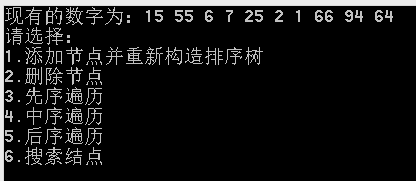 现有的数字为: 15 55 6 7 25 2 1 66 94 64
请选择:
1.添加节点并重新构造排序树
2.删除节点
3.先序遍历
4.中序遍历
5.后序遍历
6.搜索结点